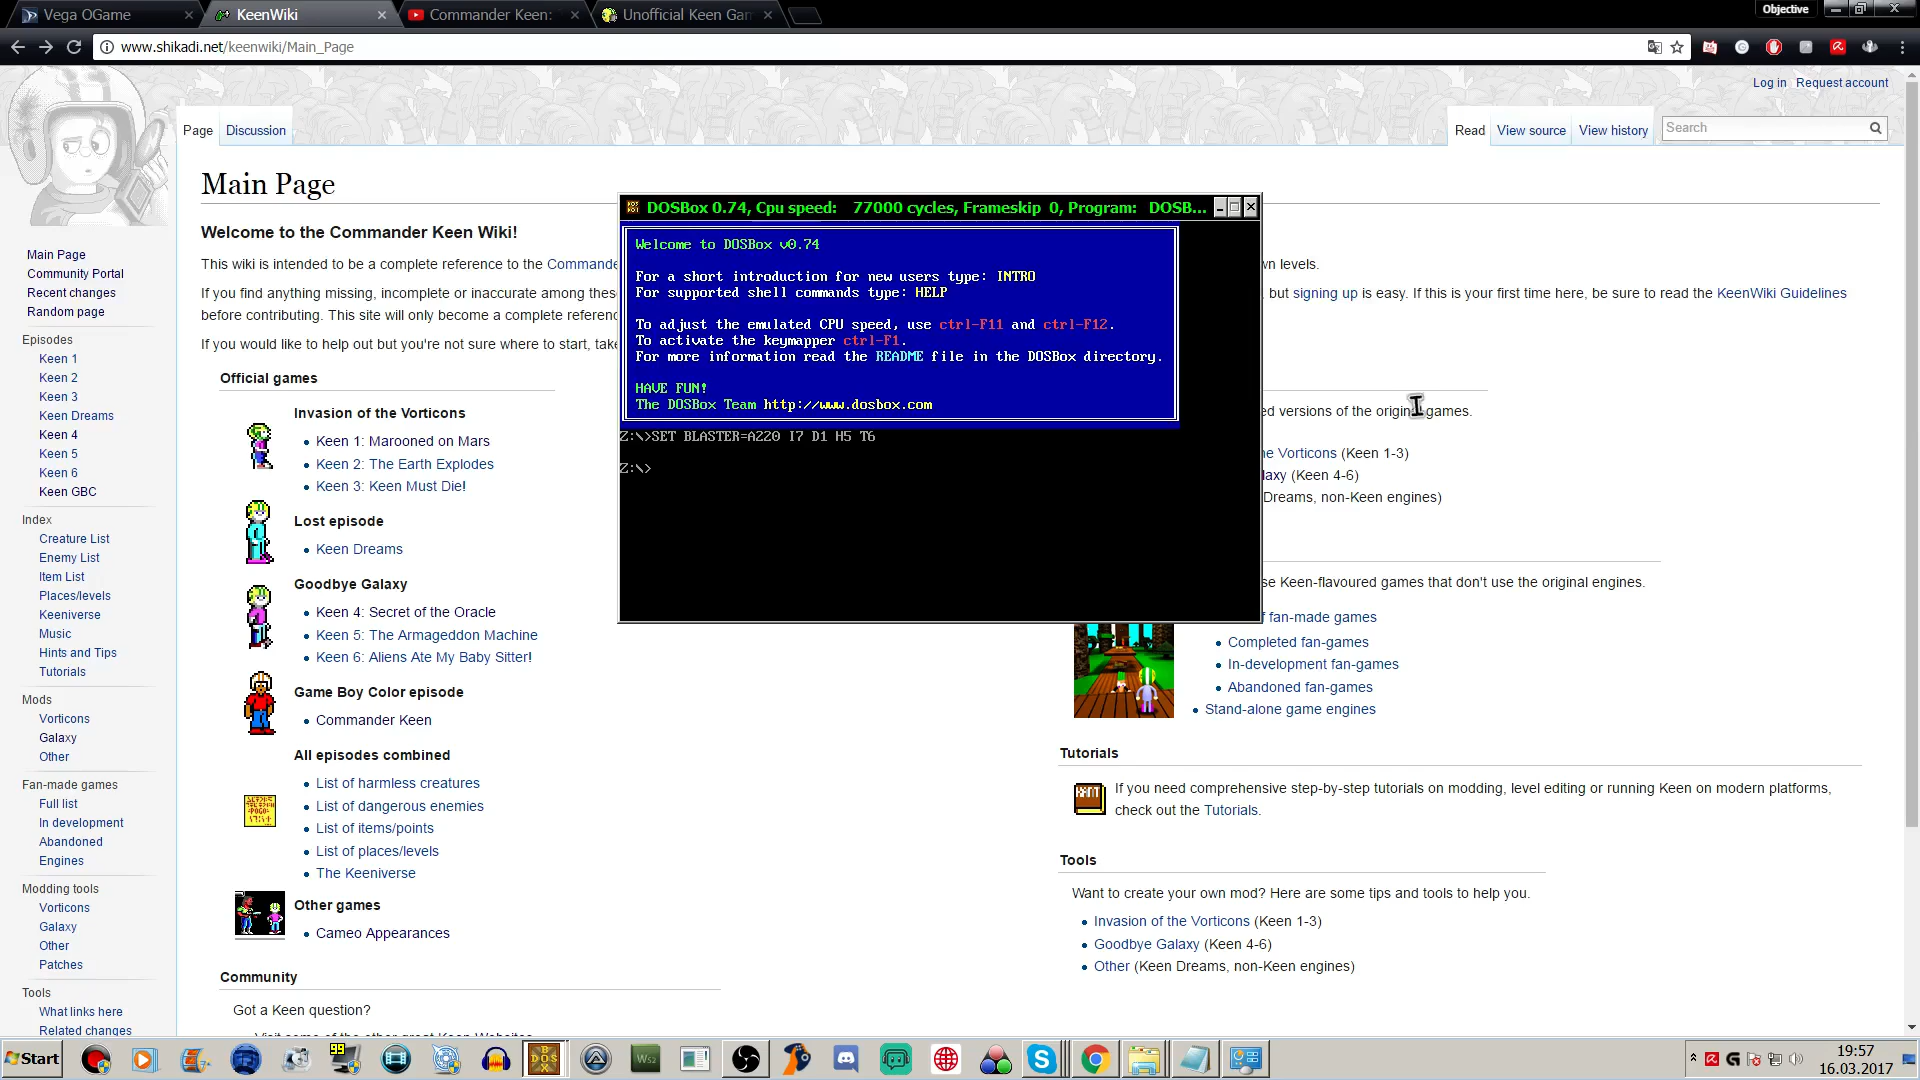 Vega OGame
KeenWiki
Commander Keen:
Unofficial Keen Gam
Objective
www.shikadi.net/keenwiki/Main_Page
Log in Request account
Page Discussion
Read View source View history Search
Main Page
Welcome to the Commander Keen Wiki!
This wiki is intended to be a complete reference to the Commande
wn levels.
If you find anything missing, incomplete or inaccurate among thes
but signing up is easy. If this is your first time here, be sure to read the KeenWiki Guidelines
before contributing. This site will only become a complete referenc
If you would like to help out but you're not sure where to start, take
Main Page
Community Portal
Recent changes
Random page
Episodes
Keen 1
Keen 2
Keen 3
Keen Dreams
Keen 4
Keen 5
Keen 6
Keen GBC
Index
Creature List
Enemy List
Item List
Places/levels
Keeniverse
Music
Hints and Tips
Tutorials
Mods
Vorticons
Galaxy
Other
Fan-made games
Full list
In development
Abandoned
Engines
Modding tools
Vorticons
Galaxy
Other
Patches
Tools
What links here
Related changes
Official games
Invasion of the Vorticons
Keen 1: Marooned on Mars
Keen 2: The Earth Explodes
Keen 3: Keen Must Die!
Lost episode
Keen Dreams
Goodbye Galaxy
Keen 4: Secret of the Oracle
Keen 5: The Armageddon Machine
Keen 6: Aliens Ate My Baby Sitter!
Game Boy Color episode
Commander Keen
All episodes combined
List of harmless creatures
List of dangerous enemies
List of items/points
List of places/levels
The Keeniverse
Other games
Cameo Appearances
Community
Got a Keen question?
DOSBox 0.74, Cpu speed: 77000 cycles, Frameskip 0, Program: DOSB...
Welcome to DOSBox v0.74
For a short introduction for new users type: INTRO
For supported shell commands type: HELP
To adjust the emulated CPU speed, use ctrl-F11 and ctrl-F12.
To activate the keymapper ctrl-F1.
For more information read the README file in the DOSBox directory.
HAVE FUN!
The DOSBox Team http://www.dosbox.com
Z:\>SET BLASTER=A220 I7 D1 H5 T6
Z:\>
ed versions of the original games.
he Vorticons (Keen 1-3)
laxy (Keen 4-6)
Dreams, non-Keen engines)
se Keen-flavoured games that don't use the original engines.
f fan-made games
Completed fan-games
In-development fan-games
Abandoned fan-games
Stand-alone game engines
Tutorials
If you need comprehensive step-by-step tutorials on modding, level editing or running Keen on modern platforms,
check out the Tutorials.
Tools
Want to create your own mod? Here are some tips and tools to help you.
Invasion of the Vorticons (Keen 1-3)
Goodbye Galaxy (Keen 4-6)
Other (Keen Dreams, non-Keen engines)
Start
99
19:57
16.03.2017